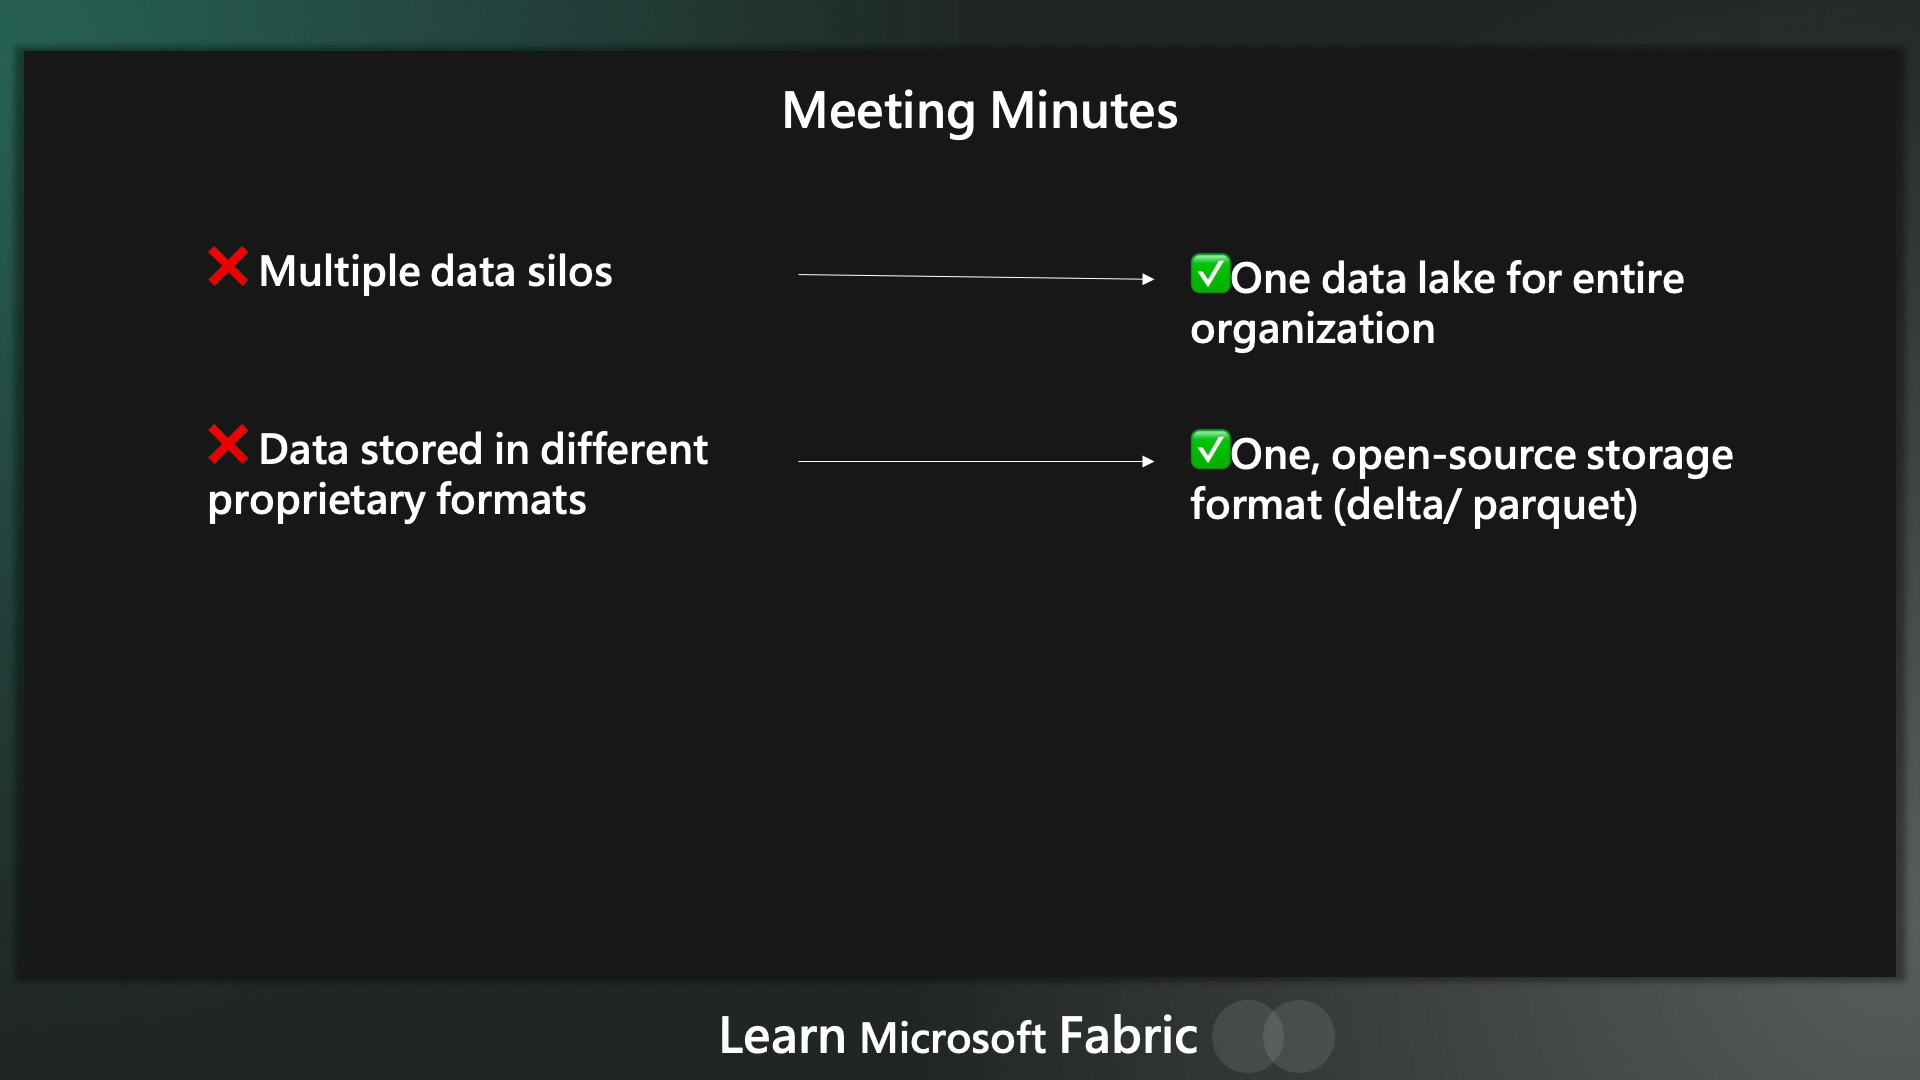 Meeting Minutes
❌ Multiple data silos
✅One data lake for entire
organization
❌ Data stored in different
proprietary formats
✅One, open-source storage
format (delta/ parquet)
Learn Microsoft Fabric